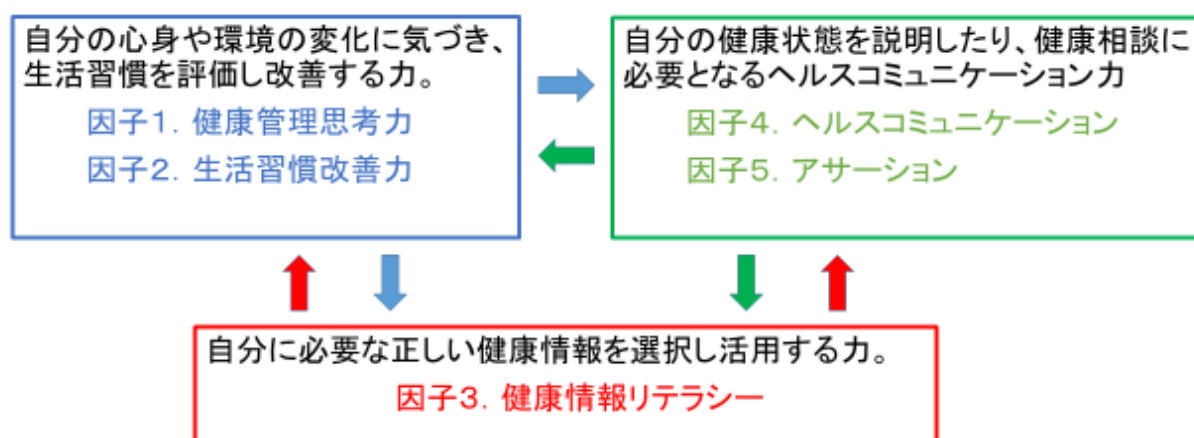 自分の心身や環境の変化に気づき、
生活習慣を評価し改善する力。
因子1．健康管理思考力
因子2．生活習慣改善力
自分の健康状態を説明したり、健康相談に
必要となるヘルスコミュニケーション力
因子4．ヘルスコミュニケーション
因子5．アサーション
自分に必要な正しい健康情報を選択し活用する力。
因子3．健康情報リテラシー